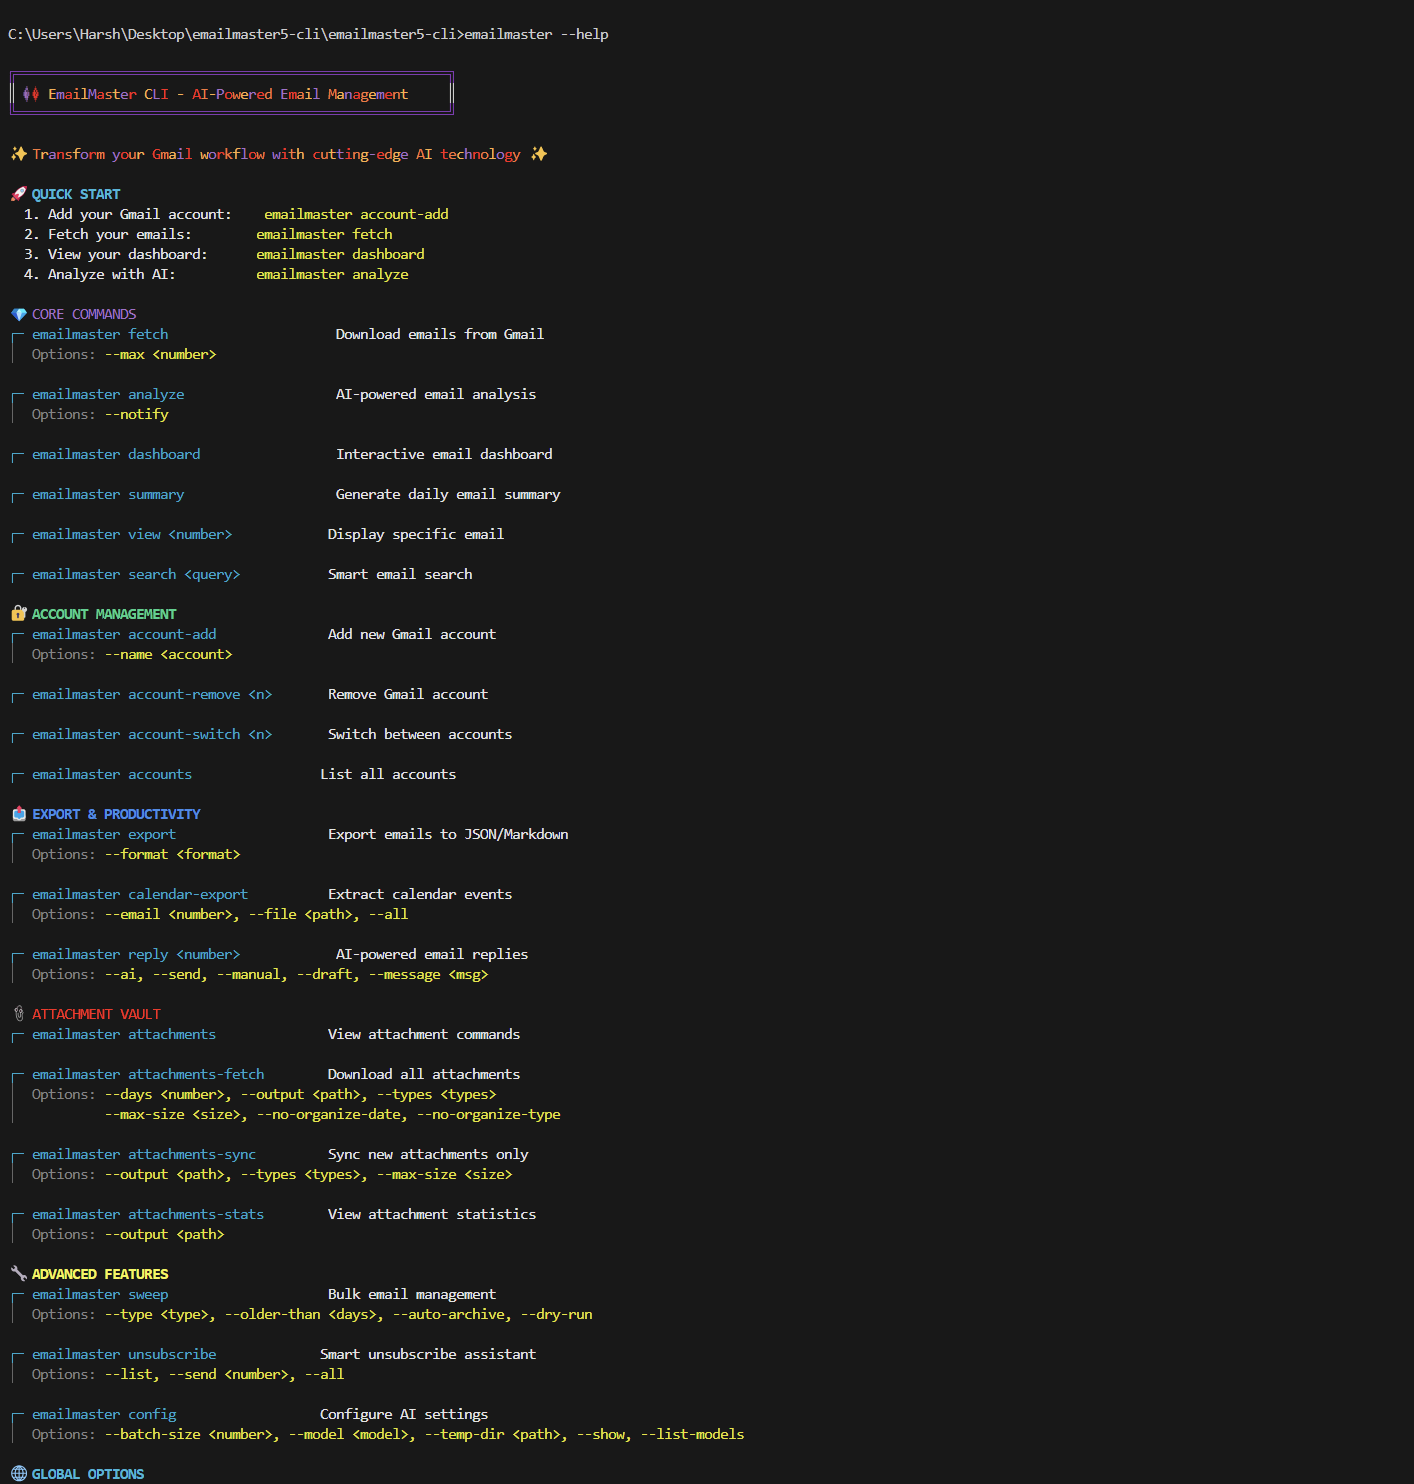 C:\Users\Harsh\Desktop\emailmaster5-cli\emailmaster5-cli>emailmaster --help
EmailMaster CLI - AI-Powered Email Management
✨ Transform your Gmail workflow with cutting-edge AI technology ✨
🚀 QUICK START
1. Add your Gmail account: emailmaster account-add
2. Fetch your emails: emailmaster fetch
3. View your dashboard: emailmaster dashboard
4. Analyze with AI: emailmaster analyze
💎 CORE COMMANDS
emailmaster fetch Download emails from Gmail
Options: --max <number>
emailmaster analyze AI-powered email analysis
Options: --notify
emailmaster dashboard Interactive email dashboard
emailmaster summary Generate daily email summary
emailmaster view <number> Display specific email
emailmaster search <query> Smart email search
🔐 ACCOUNT MANAGEMENT
emailmaster account-add Add new Gmail account
Options: --name <account>
emailmaster account-remove <n> Remove Gmail account
emailmaster account-switch <n> Switch between accounts
emailmaster accounts List all accounts
📤 EXPORT & PRODUCTIVITY
emailmaster export Export emails to JSON/Markdown
Options: --format <format>
emailmaster calendar-export Extract calendar events
Options: --email <number>, --file <path>, --all
emailmaster reply <number> AI-powered email replies
Options: --ai, --send, --manual, --draft, --message <msg>
📎 ATTACHMENT VAULT
emailmaster attachments View attachment commands
emailmaster attachments-fetch Download all attachments
Options: --days <number>, --output <path>, --types <types>
--max-size <size>, --no-organize-date, --no-organize-type
emailmaster attachments-sync Sync new attachments only
Options: --output <path>, --types <types>, --max-size <size>
emailmaster attachments-stats View attachment statistics
Options: --output <path>
🔧 ADVANCED FEATURES
emailmaster sweep Bulk email management
Options: --type <type>, --older-than <days>, --auto-archive, --dry-run
emailmaster unsubscribe Smart unsubscribe assistant
Options: --list, --send <number>, --all
emailmaster config Configure AI settings
Options: --batch-size <number>, --model <model>, --temp-dir <path>, --show, --list-models
🌐 GLOBAL OPTIONS